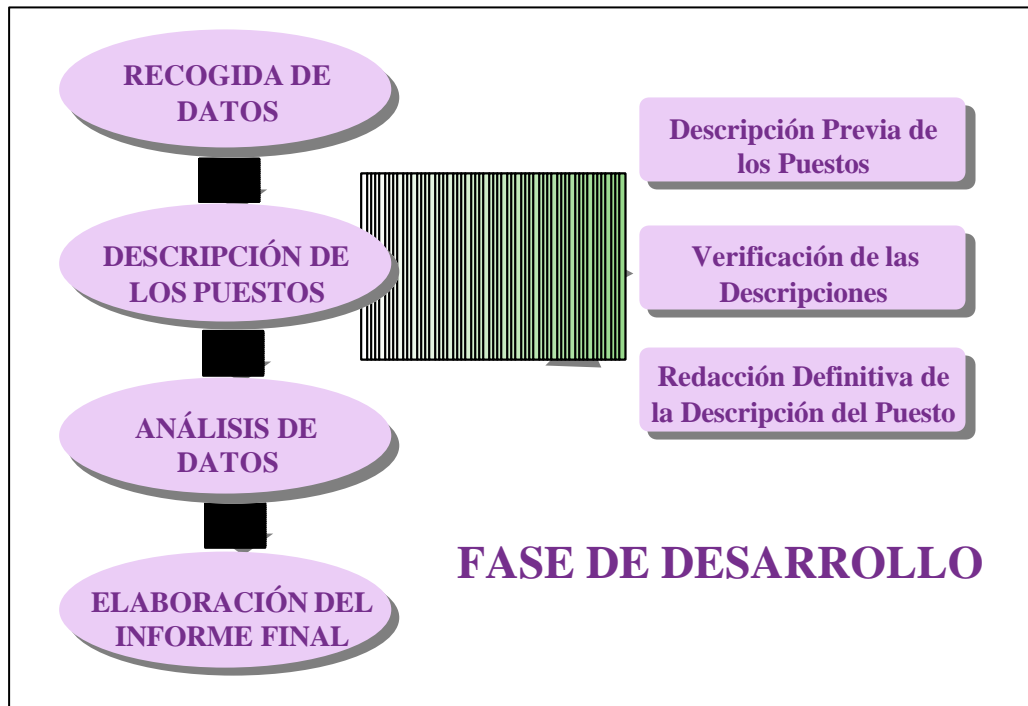 RECOGIDA DE
DATOS
DESCRIPCIÓN DE
LOS PUESTOS
ANÁLISIS DE
DATOS
ELABORACIÓN DEL
INFORME FINAL
Descripción Previa de
los Puestos
Verificación de las
Descripciones
Redacción Definitiva de
la Descripción del Puesto
FASE DE DESARROLLO